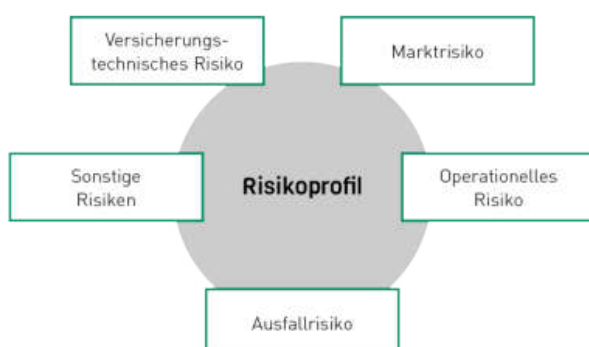 Versicherungs-
technisches Risiko
Marktrisiko
Sonstige
Risiken
Risikoprofil
Operationelles
Risiko
Ausfallrisiko